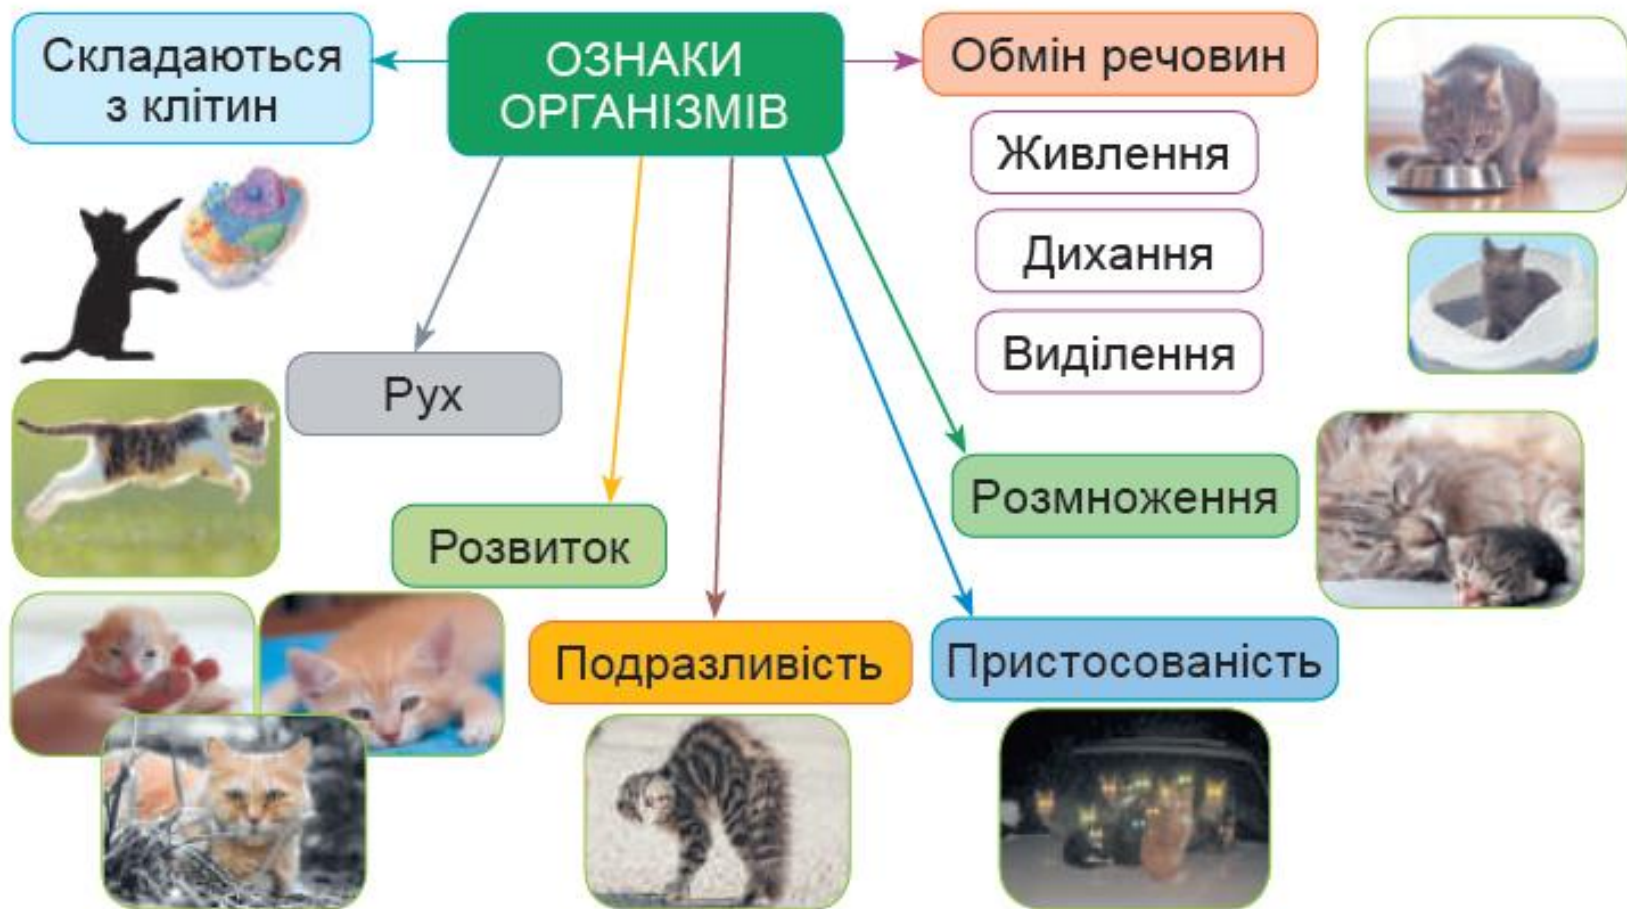 Складаються
з клітин
ОЗНАКИ
ОРГАНІЗМІВ
Обмін речовин
Живлення
Дихання
Виділення
Рух
Розмноження
Розвиток
Подразливість
Пристосованість